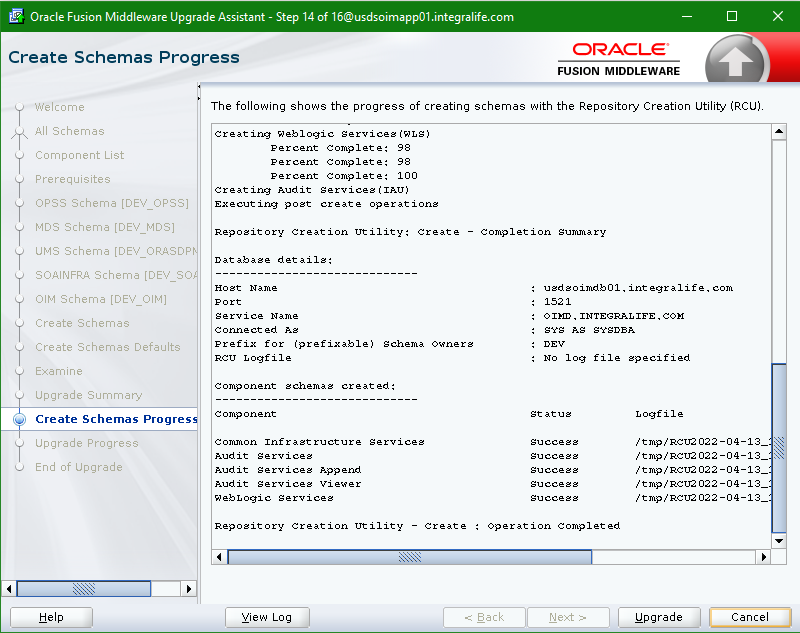 Oracle Fusion Middleware Upgrade Assistant - Step 14 of 16@usdsoimapp01.integralife.com
Create Schemas Progress
ORACLE
FUSION MIDDLEWARE
Welcome
All Schemas
Component List
Prerequisites
OPSS Schema [DEV_OPSS]
MDS Schema [DEV_MDS]
UMS Schema [DEV_ORASDPM
SOAINFRA Schema [DEV_SOA
OIM Schema [DEV_OIM]
Create Schemas
Create Schemas Defaults
Examine
Upgrade Summary
Create Schemas Progress
Upgrade Progress
End of Upgrade
The following shows the progress of creating schemas with the Repository Creation Utility (RCU).
Creating Weblogic Services(WLS)
Percent Complete: 98
Percent Complete: 98
Percent Complete: 100
Creating Audit Services(IAU)
Executing post create operations
Repository Creation Utility: Create - Completion Summary
Database details:
-----------------------------
Host Name : usdsoimdb01.integralife.com
Port : 1521
Service Name : OIMD.INTEGRALIFE.COM
Connected As : SYS AS SYSDBA
Prefix for (prefixable) Schema Owners : DEV
RCU Logfile : No log file specified
Component schemas created:
-----------------------------
Component Status Logfile
Common Infrastructure Services Success /tmp/RCU2022-04-13_
Audit Services Success /tmp/RCU2022-04-13_
Audit Services Append Success /tmp/RCU2022-04-13_
Audit Services Viewer Success /tmp/RCU2022-04-13_
WebLogic Services Success /tmp/RCU2022-04-13_
Repository Creation Utility - Create : Operation Completed
Help View Log < Back Next > Upgrade Cancel